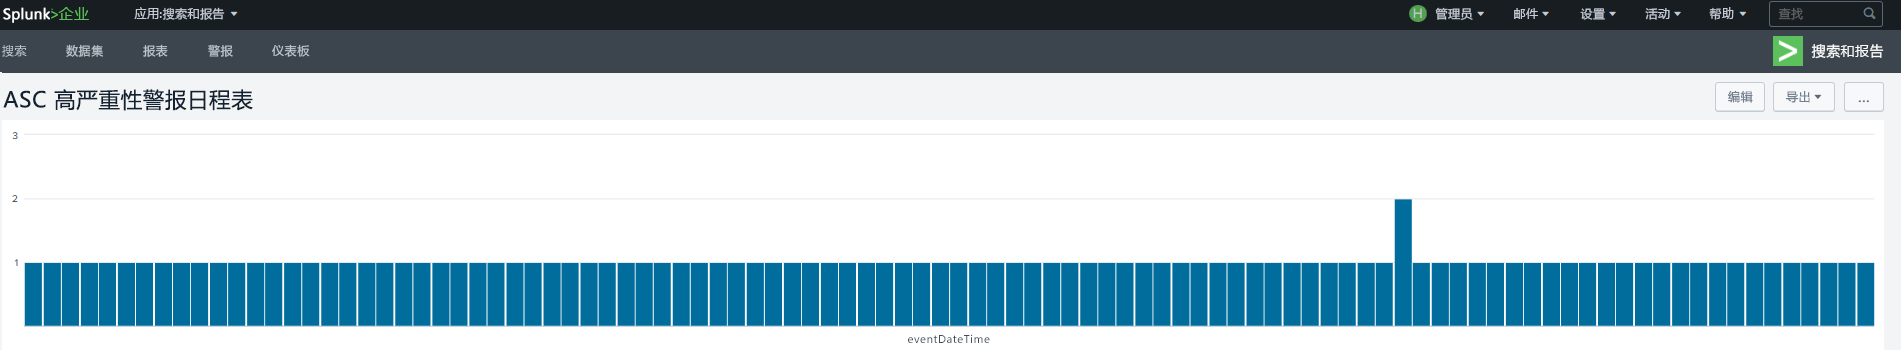 Splunk>企业 应用:搜索和报告 H 管理员 邮件 设置 活动 帮助 查找
搜索 数据集 报表 警报 仪表板 > 搜索和报告
ASC 高严重性警报日程表 编辑 导出 ...
3
2
1
eventDateTime